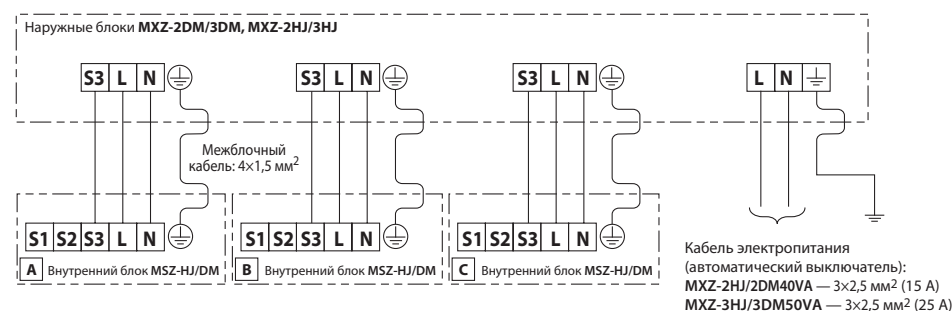 Наружные блоки MXZ-2DM/3DM, MXZ-2HJ/3HJ
S3 L N
S3 L N
S3 L N
L N
Межблочный
кабель: 4×1,5 мм²
S1 S2 S3 L N
S1 S2 S3 L N
S1 S2 S3 L N
A Внутренний блок MSZ-HJ/DM
B Внутренний блок MSZ-HJ/DM
C Внутренний блок MSZ-HJ/DM
Кабель электропитания
(автоматический выключатель):
MXZ-2HJ/2DM40VA — 3×2,5 мм² (15 А)
MXZ-3HJ/3DM50VA — 3×2,5 мм² (25 А)